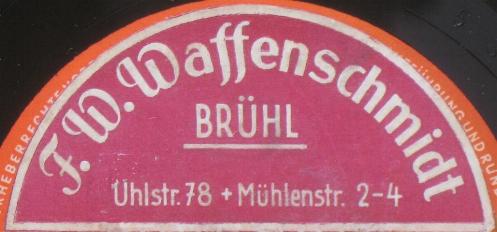 F.W.Waffenschmidt
BRÜHL
Uhlstr. 78 + Mühlenstr. 2-4